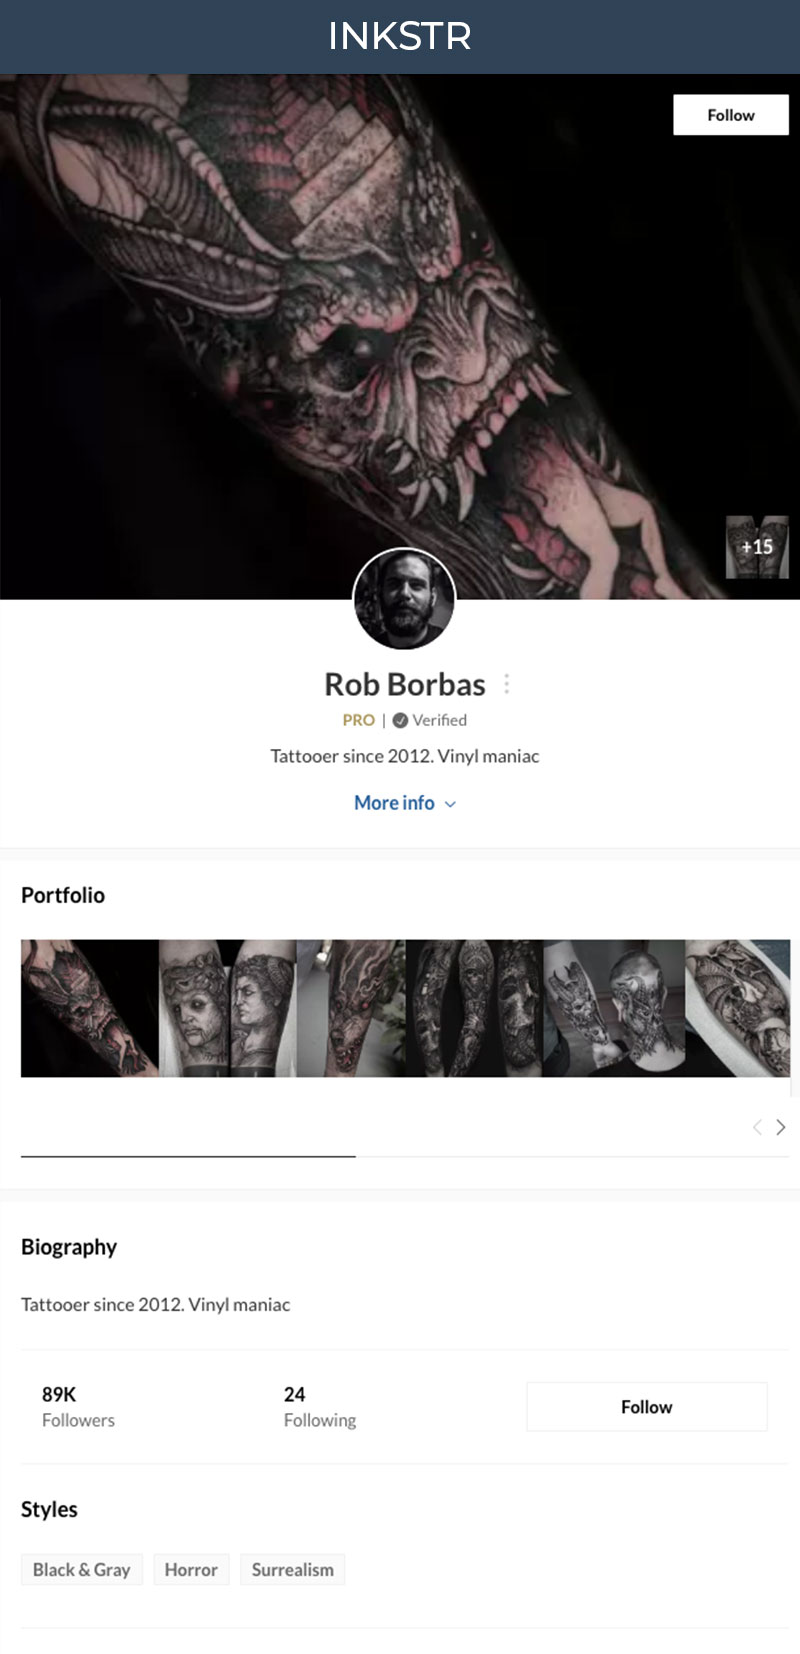 INKSTR
Follow
+15
Rob Borbas
PRO | Verified
Tattooer since 2012. Vinyl maniac
More info
Portfolio
Biography
Tattooer since 2012. Vinyl maniac
89K
Followers
24
Following
Follow
Styles
Black & Gray
Horror
Surrealism